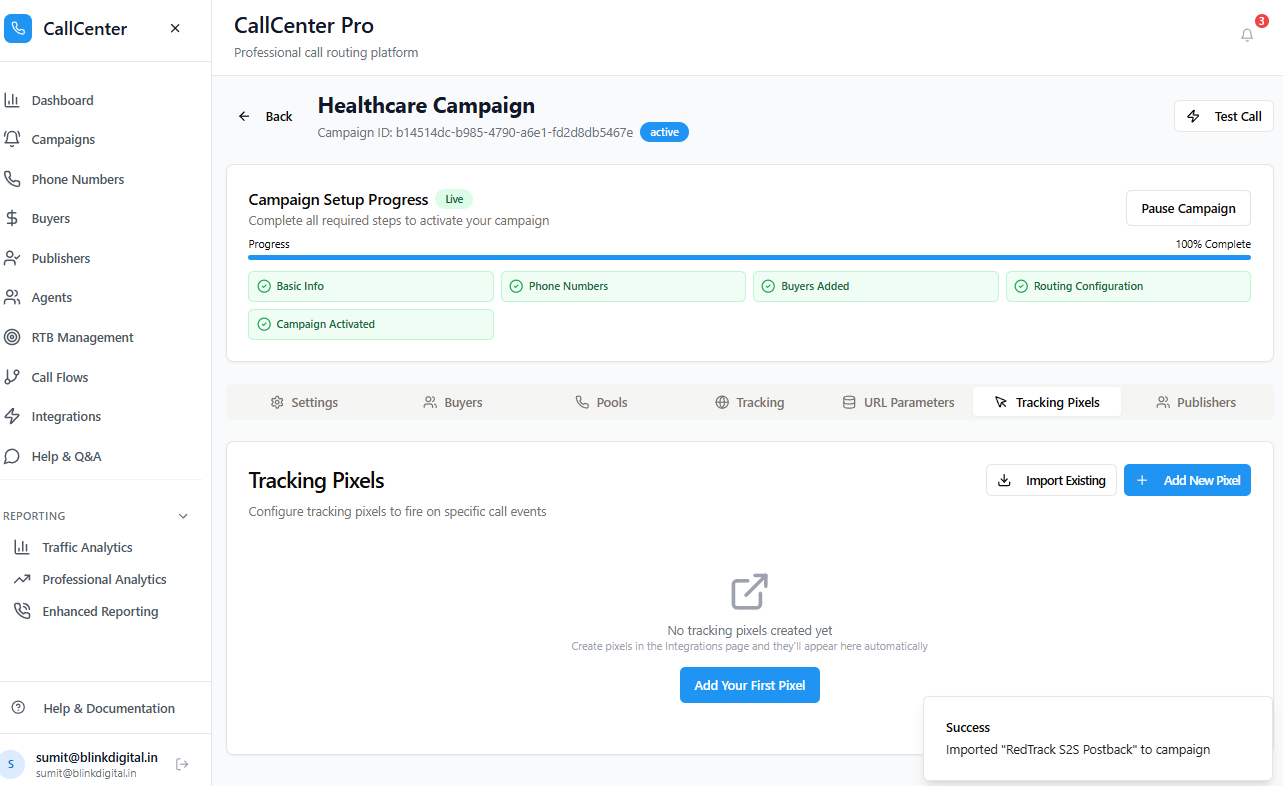 CallCenter
CallCenter Pro
Professional call routing platform
3
Dashboard
Campaigns
Phone Numbers
Buyers
Publishers
Agents
RTB Management
Call Flows
Integrations
Help & Q&A
REPORTING
Traffic Analytics
Professional Analytics
Enhanced Reporting
Help & Documentation
S
sumit@blinkdigital.in
sumit@blinkdigital.in
Back
Healthcare Campaign
Campaign ID: b14514dc-b985-4790-a6e1-fd2d8db5467e active
Test Call
Campaign Setup Progress Live
Complete all required steps to activate your campaign
Pause Campaign
Progress 100% Complete
Basic Info Phone Numbers Buyers Added Routing Configuration
Campaign Activated
Settings Buyers Pools Tracking URL Parameters Tracking Pixels Publishers
Tracking Pixels
Import Existing
Add New Pixel
Configure tracking pixels to fire on specific call events
No tracking pixels created yet
Create pixels in the Integrations page and they'll appear here automatically
Add Your First Pixel
Success
Imported "RedTrack S2S Postback" to campaign